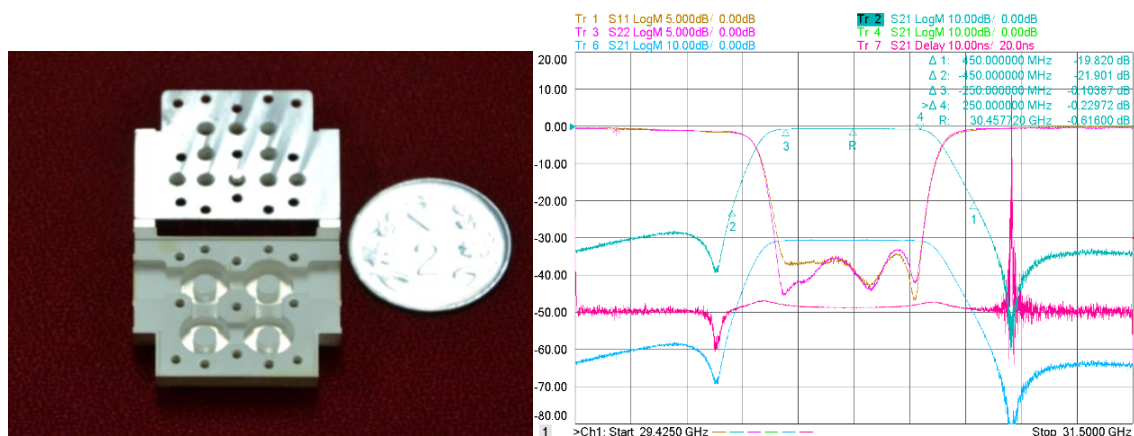 Tr 1 S11 LogM 5.000dB/ 0.00dB
Tr 3 S22 LogM 5.000dB/ 0.00dB
Tr 6 S21 LogM 10.00dB/ 0.00dB
Tr 2 S21 LogM 10.00dB/ 0.00dB
Tr 4 S21 LogM 10.00dB/ 0.00dB
Tr 7 S21 Delay 10.00ns/ 20.0ns
Δ 1: 450.000000 MHz -19.820 dB
Δ 2: -450.000000 MHz -21.901 dB
Δ 3: -250.000000 MHz -0.10387 dB
>Δ 4: 250.000000 MHz -0.22972 dB
R: 30.457720 GHz -0.61600 dB
20.00
10.00
0.00
-10.00
-20.00
-30.00
-40.00
-50.00
-60.00
-70.00
-80.00
3
R
4
2
1
1 >Ch1: Start 29.4250 GHz
Stop 31.5000 GHz